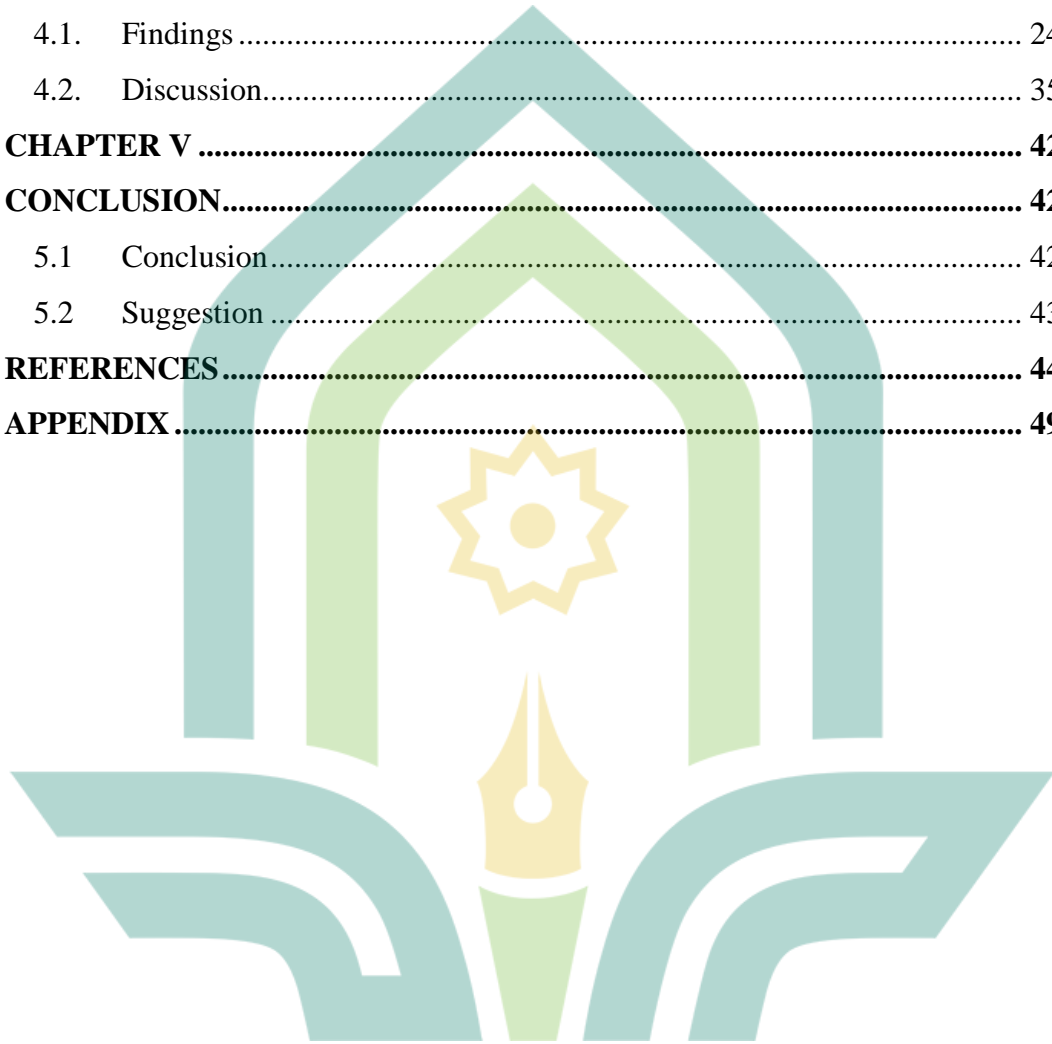 4.1. Findings ........................................................ 24
4.2. Discussion ........................................................ 35
CHAPTER V ........................................................ 42
CONCLUSION ........................................................ 42
5.1 Conclusion ........................................................ 42
5.2 Suggestion ........................................................ 43
REFERENCES ........................................................ 44
APPENDIX ........................................................ 49